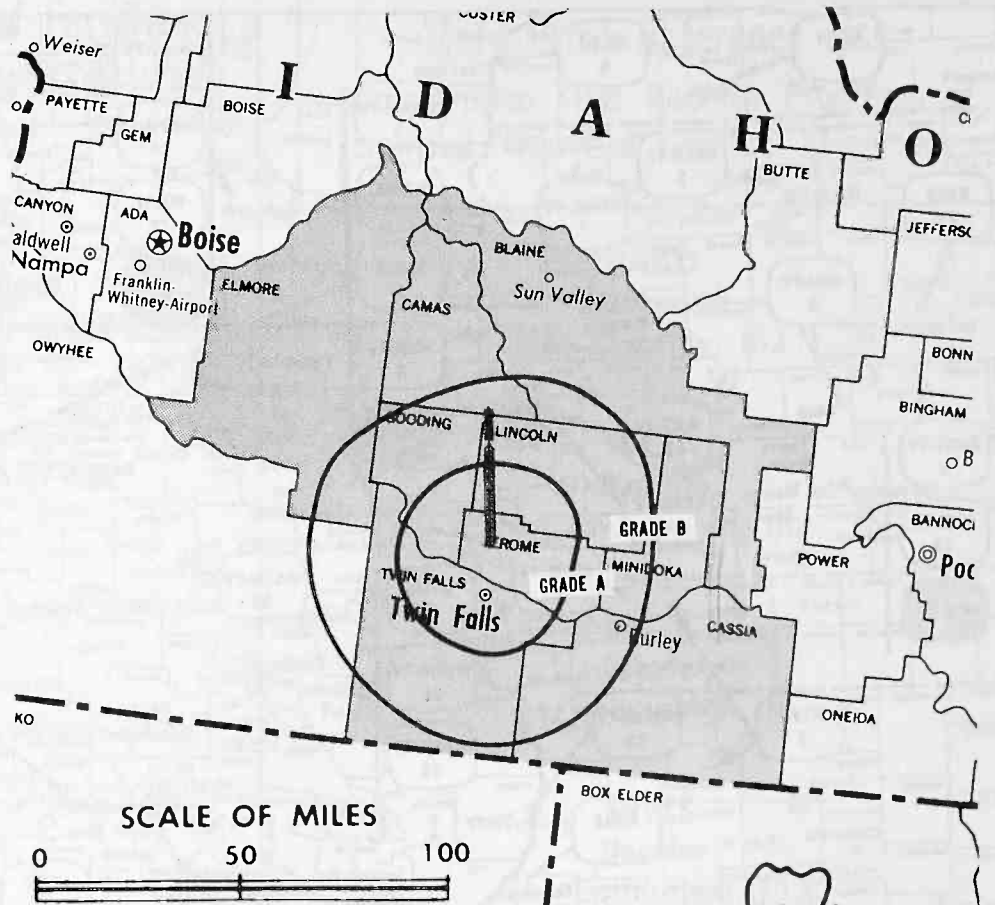 CUSTER
Weiser
PAYETTE
BOISE
I D A H O
GEM
BUTTE
CANYON
ADA
JEFFERSO
aldwell
Boise
BLAINE
Nampa
Franklin-
Whitney-Airport
ELMORE
Sun Valley
CAMAS
OWYHEE
BONN
BINGHAM
GOODING
LINCOLN
B
GRADE B
BANNOC
JEROME
MINIDOKA
POWER
Poc
TWIN FALLS
GRADE A
Twin Falls
Burley
CASSIA
KO
ONEIDA
BOX ELDER
SCALE OF MILES
0 50 100